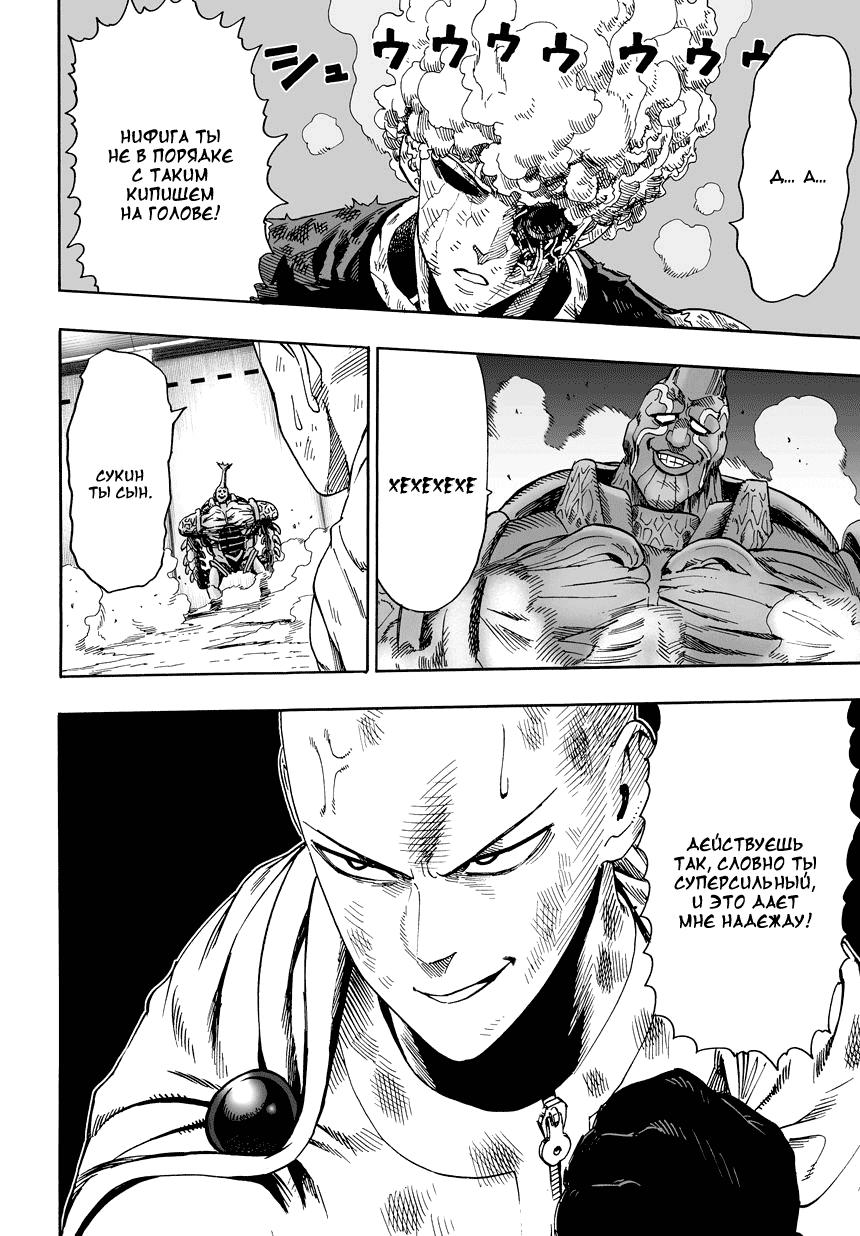 シュウウウウウウウ
Д... А...
НИФИГА ТЫ
НЕ В ПОРЯДКЕ
С ТАКИМ
КИПИШЕМ
НА ГОЛОВЕ!
ХЕХЕХЕХЕ
СУКИН
ТЫ СЫН.
ДЕЙСТВУЕШЬ
ТАК, СЛОВНО ТЫ
СУПЕРСИЛЬНЫЙ,
И ЭТО ДАЕТ
МНЕ НАДЕЖДУ!